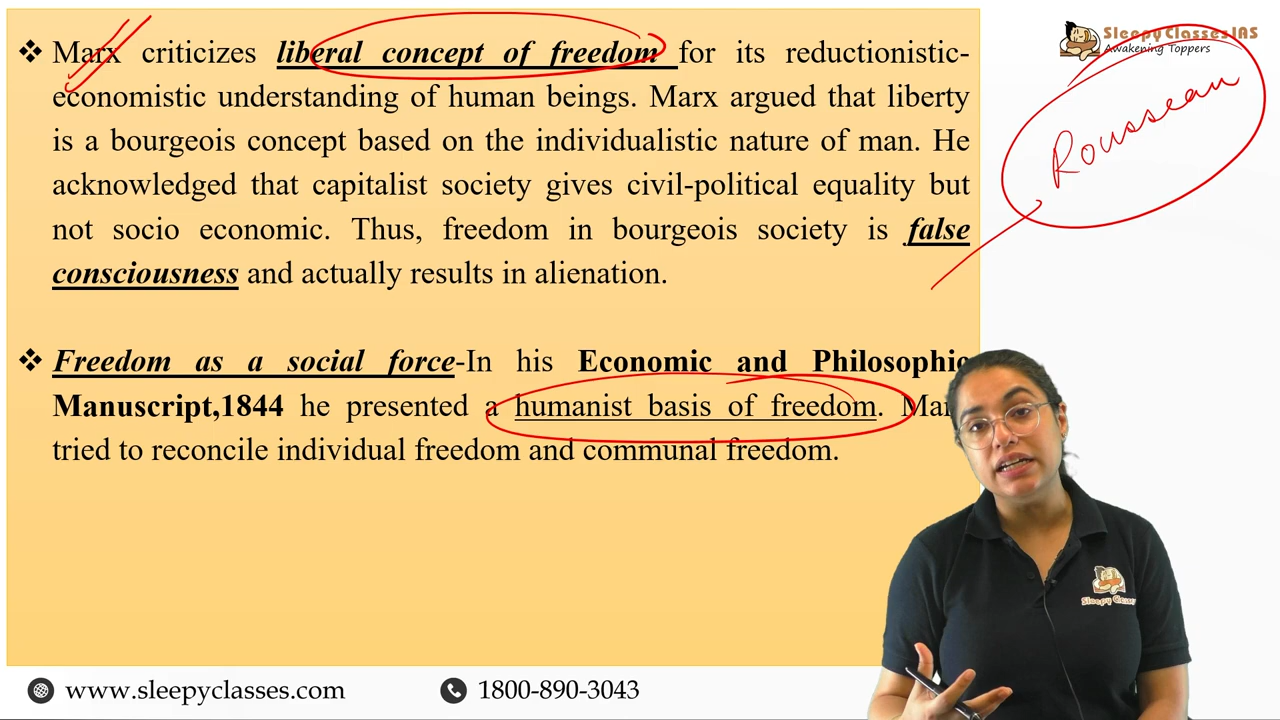 ❖ Marx criticizes liberal concept of freedom for its reductionistic-
economistic understanding of human beings. Marx argued that liberty
is a bourgeois concept based on the individualistic nature of man. He
acknowledged that capitalist society gives civil-political equality but
not socio economic. Thus, freedom in bourgeois society is false
consciousness and actually results in alienation.
❖ Freedom as a social force-In his Economic and Philosophic
Manuscript,1844 he presented a humanist basis of freedom.
tried to reconcile individual freedom and communal freedom.
SleepyClasses IAS
Awakening Toppers
Rousseau
Sleepy Classes
www.sleepyclasses.com
1800-890-3043